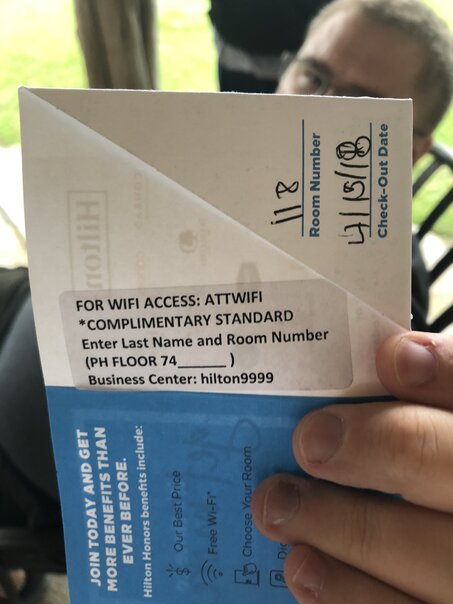 118
Room Number
4/15/18
Check-Out Date
Hilton
FOR WIFI ACCESS: ATTWIFI
*COMPLIMENTARY STANDARD
Enter Last Name and Room Number
(PH FLOOR 74______ )
Business Center: hilton9999
JOIN TODAY AND GET
MORE BENEFITS THAN
EVER BEFORE.
Hilton Honors benefits include:
Our Best Price
Free Wi-Fi*
Choose Your Room